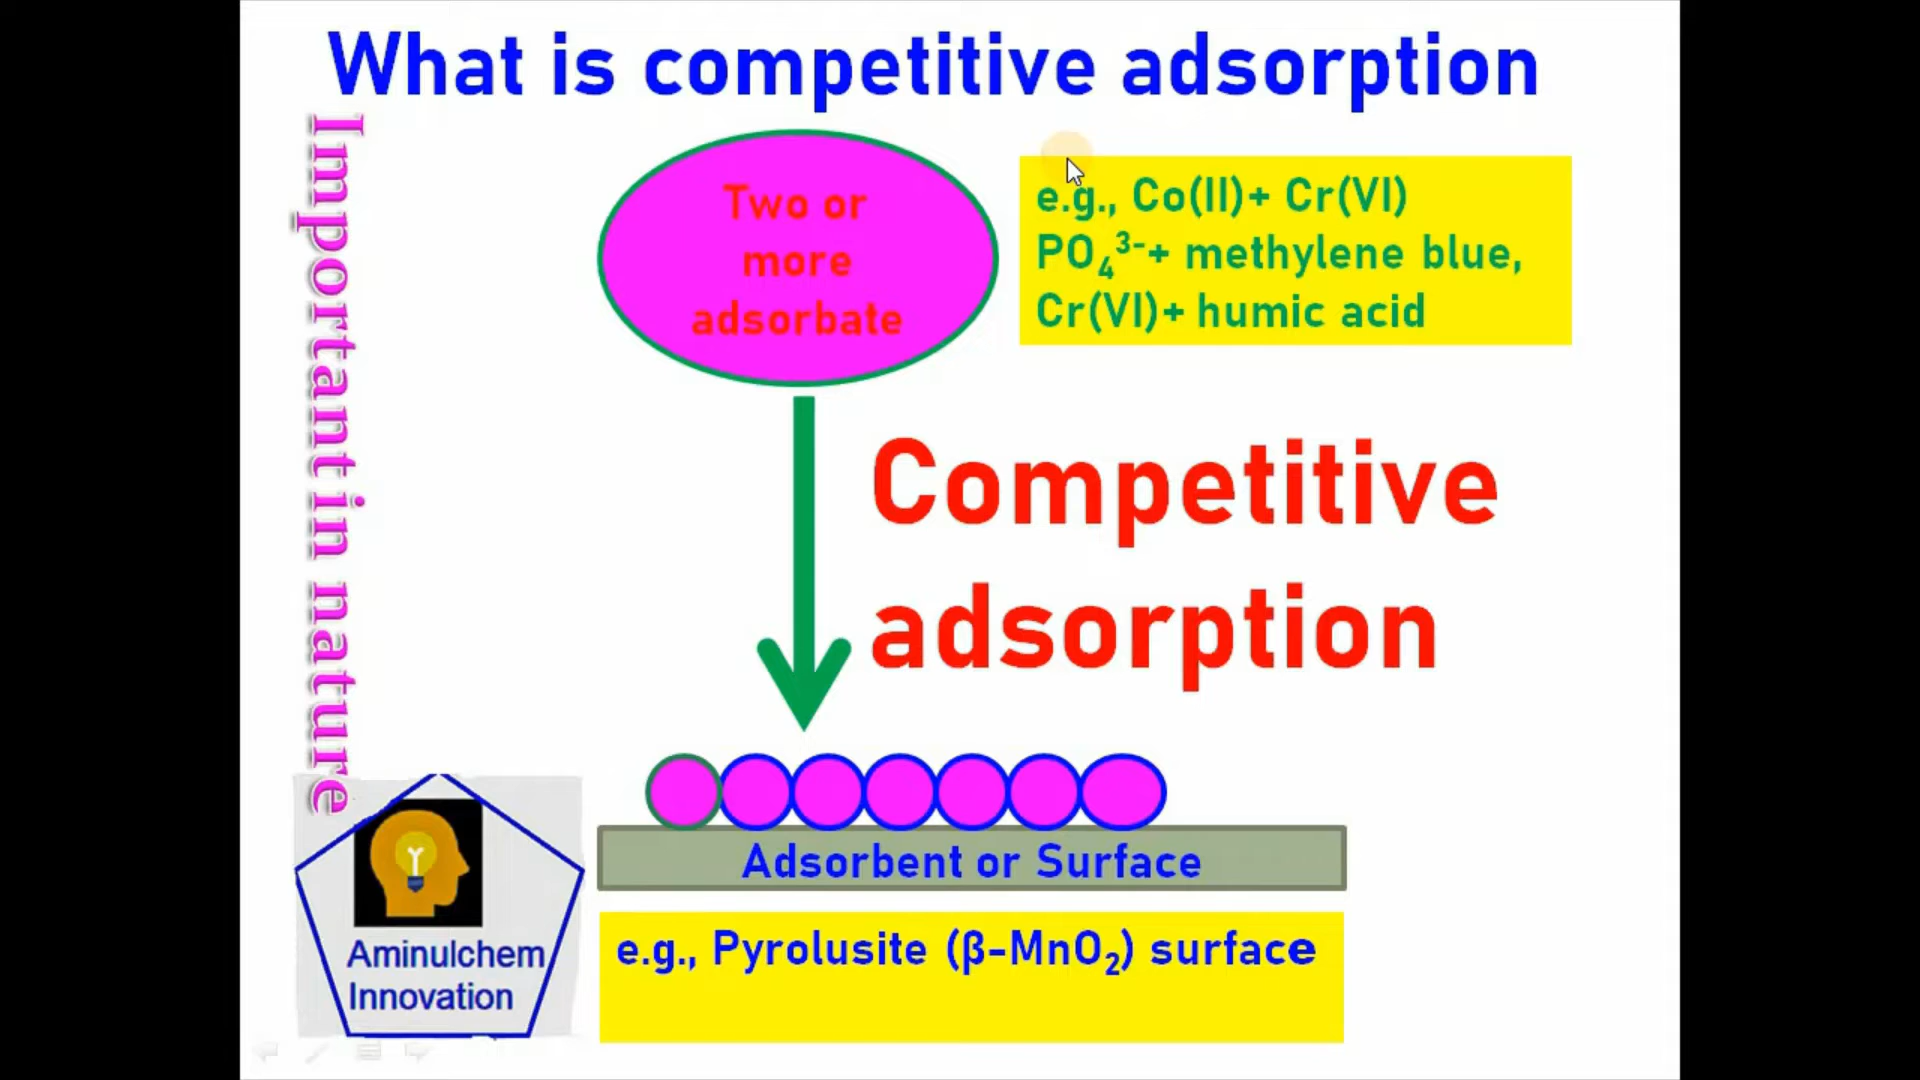 What is competitive adsorption
Important in nature
Two or
more
adsorbate
e.g., Co(II)+ Cr(VI)
PO₄³⁻+ methylene blue,
Cr(VI)+ humic acid
Competitive
adsorption
Adsorbent or Surface
e.g., Pyrolusite (β-MnO₂) surface
Aminulchem
Innovation